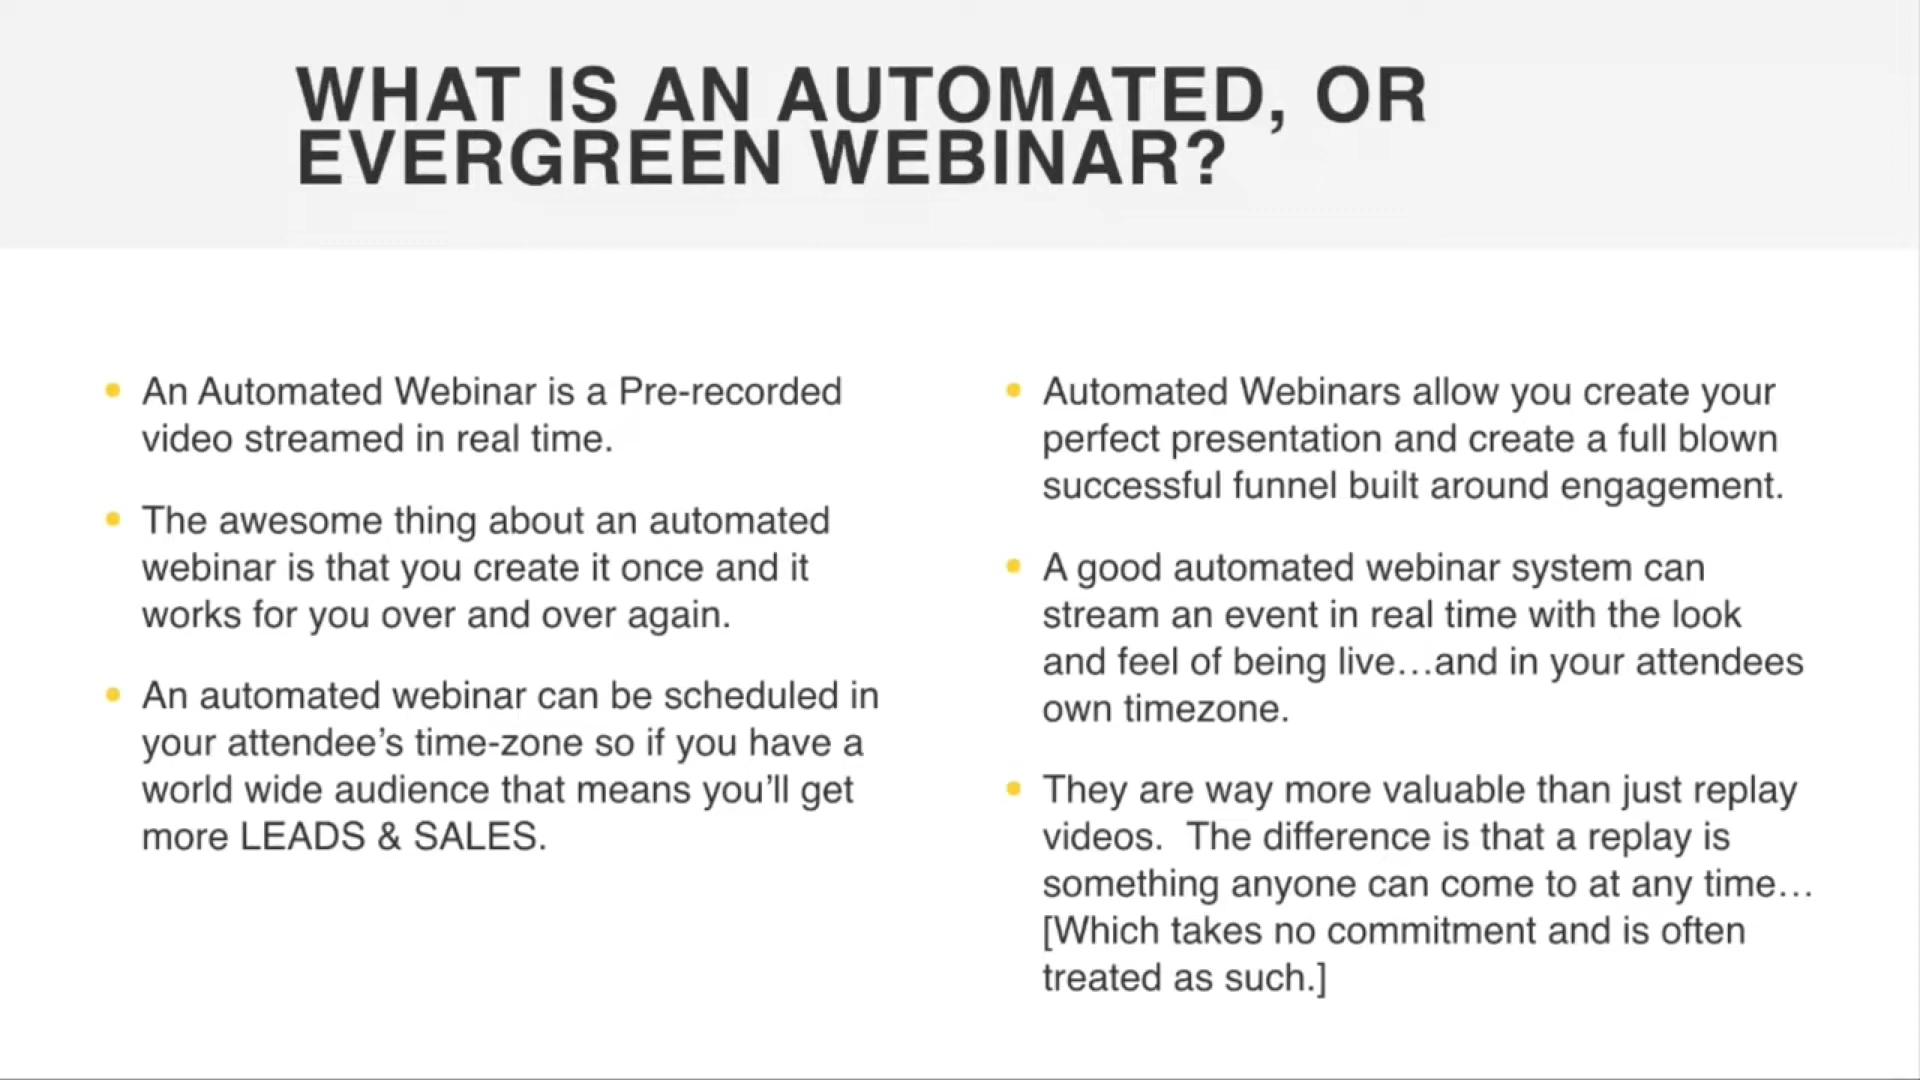 WHAT IS AN AUTOMATED, OR
EVERGREEN WEBINAR?
An Automated Webinar is a Pre-recorded
video streamed in real time.
The awesome thing about an automated
webinar is that you create it once and it
works for you over and over again.
An automated webinar can be scheduled in
your attendee’s time-zone so if you have a
world wide audience that means you’ll get
more LEADS & SALES.
Automated Webinars allow you create your
perfect presentation and create a full blown
successful funnel built around engagement.
A good automated webinar system can
stream an event in real time with the look
and feel of being live…and in your attendees
own timezone.
They are way more valuable than just replay
videos.  The difference is that a replay is
something anyone can come to at any time…
[Which takes no commitment and is often
treated as such.]